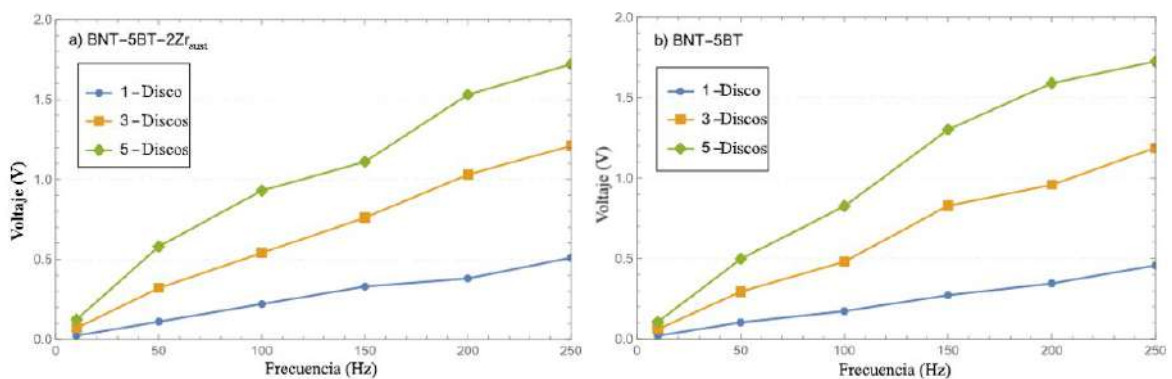 a) BNT-5BT-2Zrsust
1-Disco
3-Discos
5-Discos
Voltaje (V)
2.0
1.5
1.0
0.5
0.0
0 50 100 150 200 250
Frecuencia (Hz)
b) BNT-5BT
1-Disco
3-Discos
5-Discos
Voltaje (V)
2.0
1.5
1.0
0.5
0.0
0 50 100 150 200 250
Frecuencia (Hz)